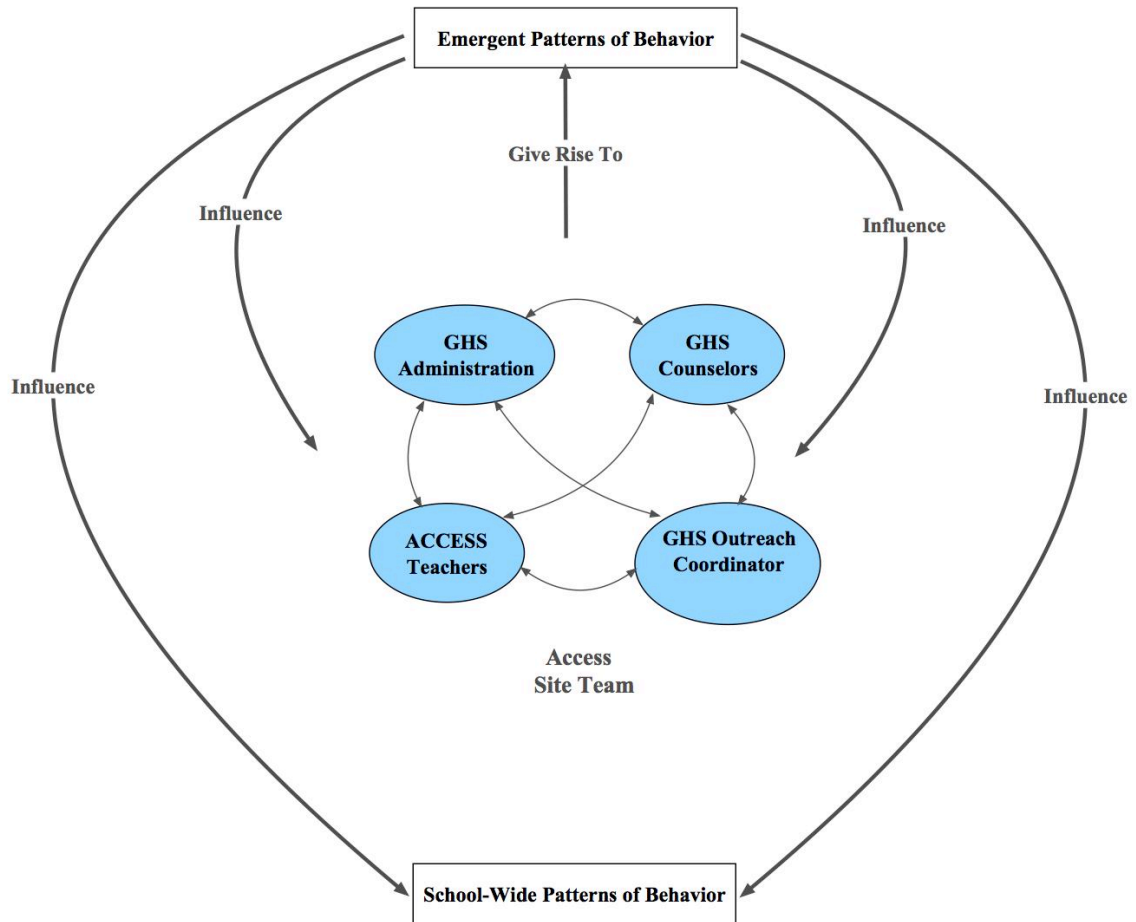 Emergent Patterns of Behavior
Give Rise To
Influence
Influence
Influence
Influence
GHS
Administration
GHS
Counselors
ACCESS
Teachers
GHS Outreach
Coordinator
Access
Site Team
School-Wide Patterns of Behavior